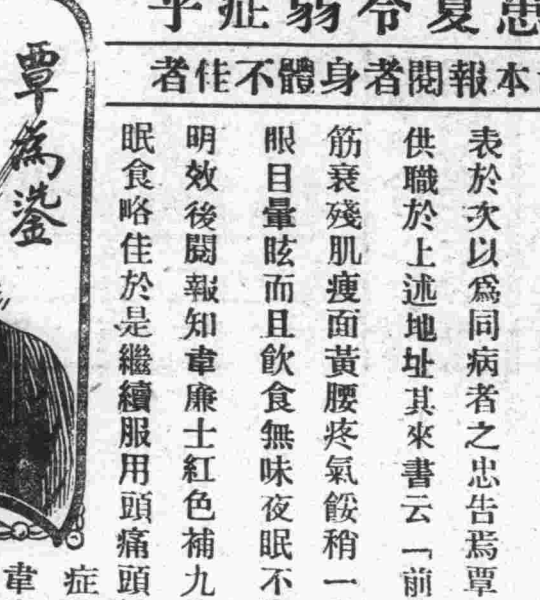 患夏令弱症乎
本報閱者身體不佳者
表於次以爲同病者之忠告焉覃
供職於上述地址其來書云「前
筋衰殘肌瘦面黃腰疼氣餒稍一
眼目暈眩而且飲食無味夜眠不
明效後閱報知韋廉士紅色補九
眠食略佳於是繼續服用頭痛頭
症
韋
覃爲鎏